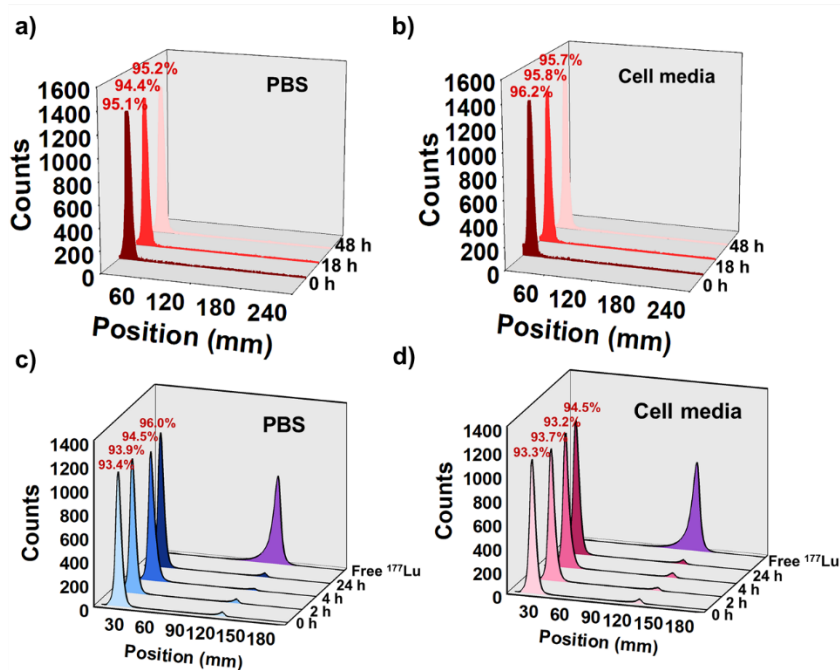 a)
PBS
1600
1400
1200
1000
800
600
400
200
0
Counts
95.2%
94.4%
95.1%
48 h
18 h
0 h
60 120 180 240
Position (mm)
b)
Cell media
1600
1400
1200
1000
800
600
400
200
0
Counts
95.7%
95.8%
96.2%
48 h
18 h
0 h
60 120 180 240
Position (mm)
c)
PBS
1400
1200
1000
800
600
400
200
0
Counts
96.0%
94.5%
93.9%
93.4%
Free ¹⁷⁷Lu
24 h
4 h
2 h
0 h
30 60 90 120 150 180
Position (mm)
d)
Cell media
1400
1200
1000
800
600
400
200
0
Counts
94.5%
93.2%
93.7%
93.3%
Free ¹⁷⁷Lu
24 h
4 h
2 h
0 h
30 60 90 120 150 180
Position (mm)